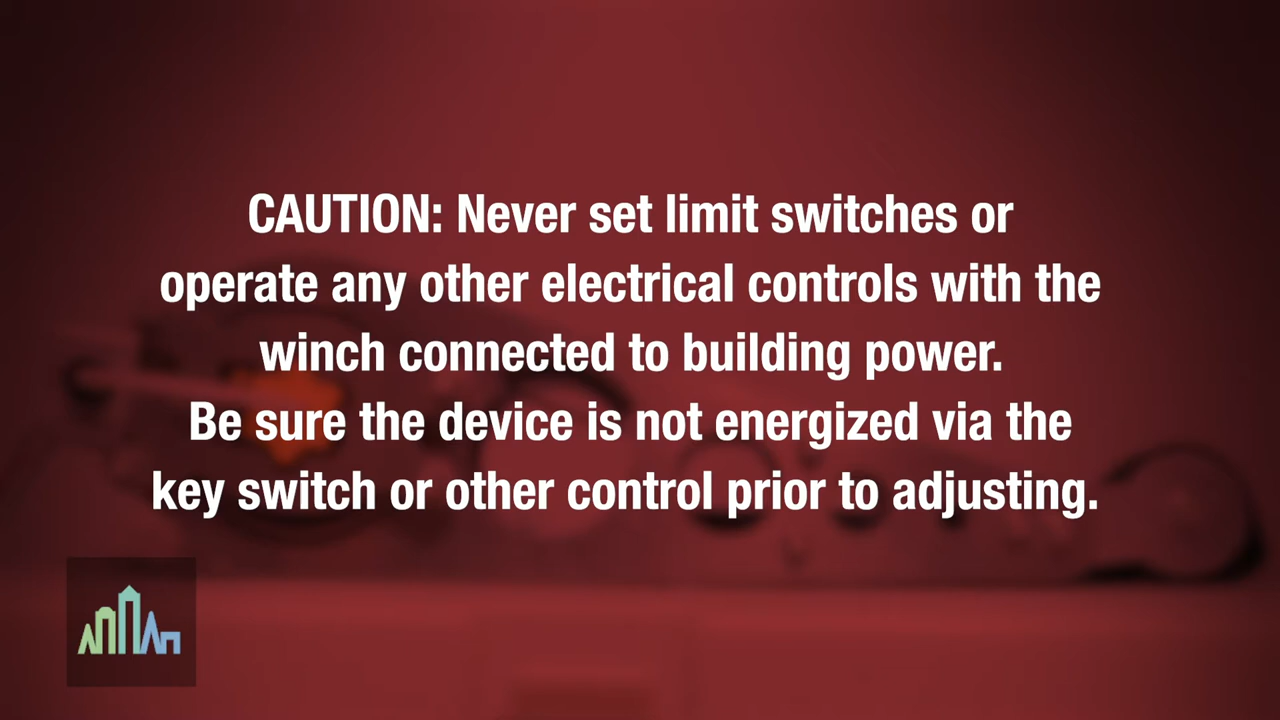 CAUTION: Never set limit switches or
operate any other electrical controls with the
winch connected to building power.
Be sure the device is not energized via the
key switch or other control prior to adjusting.